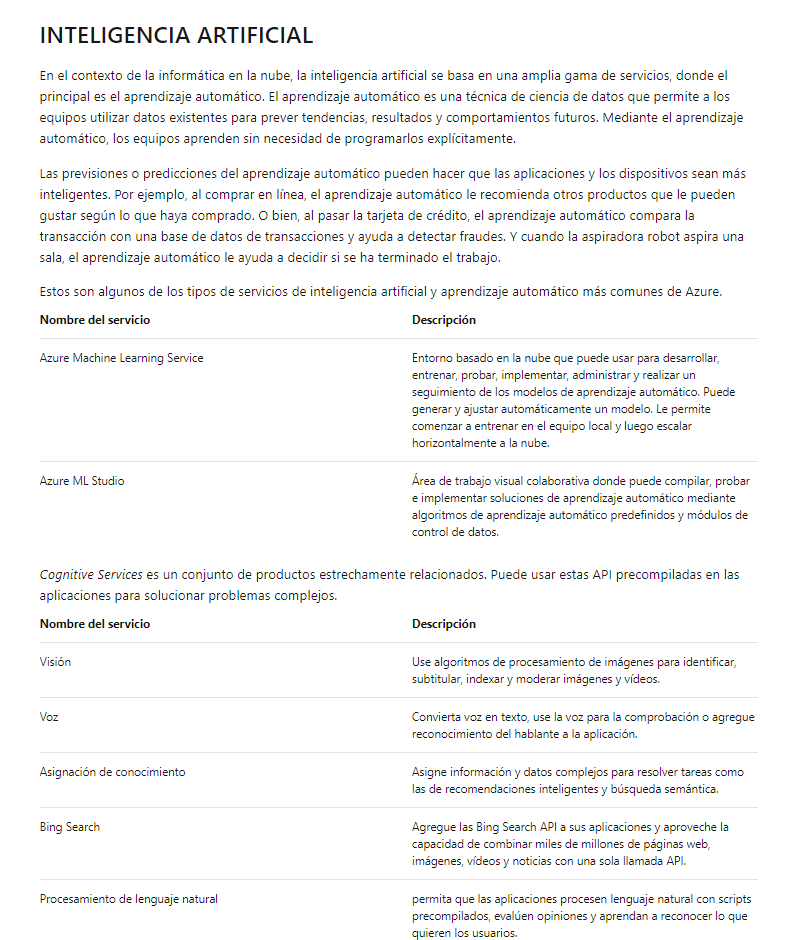 INTELIGENCIA ARTIFICIAL
En el contexto de la informática en la nube, la inteligencia artificial se basa en una amplia gama de servicios, donde el
principal es el aprendizaje automático. El aprendizaje automático es una técnica de ciencia de datos que permite a los
equipos utilizar datos existentes para prever tendencias, resultados y comportamientos futuros. Mediante el aprendizaje
automático, los equipos aprenden sin necesidad de programarlos explícitamente.
Las previsiones o predicciones del aprendizaje automático pueden hacer que las aplicaciones y los dispositivos sean más
inteligentes. Por ejemplo, al comprar en línea, el aprendizaje automático le recomienda otros productos que le pueden
gustar según lo que haya comprado. O bien, al pasar la tarjeta de crédito, el aprendizaje automático compara la
transacción con una base de datos de transacciones y ayuda a detectar fraudes. Y cuando la aspiradora robot aspira una
sala, el aprendizaje automático le ayuda a decidir si se ha terminado el trabajo.
Estos son algunos de los tipos de servicios de inteligencia artificial y aprendizaje automático más comunes de Azure.
Nombre del servicio Descripción
Azure Machine Learning Service Entorno basado en la nube que puede usar para desarrollar,
entrenar, probar, implementar, administrar y realizar un
seguimiento de los modelos de aprendizaje automático. Puede
generar y ajustar automáticamente un modelo. Le permite
comenzar a entrenar en el equipo local y luego escalar
horizontalmente a la nube.
Azure ML Studio Área de trabajo visual colaborativa donde puede compilar, probar
e implementar soluciones de aprendizaje automático mediante
algoritmos de aprendizaje automático predefinidos y módulos de
control de datos.
Cognitive Services es un conjunto de productos estrechamente relacionados. Puede usar estas API precompiladas en las
aplicaciones para solucionar problemas complejos.
Nombre del servicio Descripción
Visión Use algoritmos de procesamiento de imágenes para identificar,
subtitular, indexar y moderar imágenes y vídeos.
Voz Convierta voz en texto, use la voz para la comprobación o agregue
reconocimiento del hablante a la aplicación.
Asignación de conocimiento Asigne información y datos complejos para resolver tareas como
las de recomendaciones inteligentes y búsqueda semántica.
Bing Search Agregue las Bing Search API a sus aplicaciones y aproveche la
capacidad de combinar miles de millones de páginas web,
imágenes, vídeos y noticias con una sola llamada API.
Procesamiento de lenguaje natural permita que las aplicaciones procesen lenguaje natural con scripts
precompilados, evalúen opiniones y aprendan a reconocer lo que
quieren los usuarios.